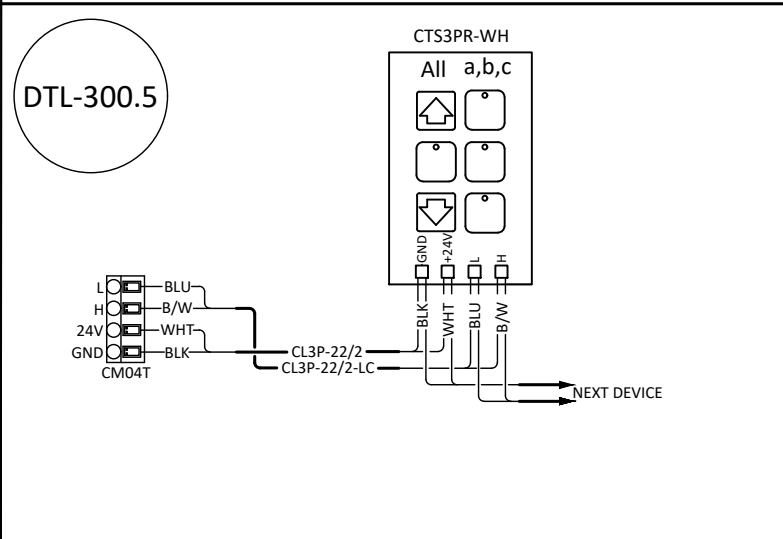 CTS3PR-WH
All a,b,c
DTL-300.5
GND
+24V
L
H
BLK
WHT
BLU
B/W
L BLU
H B/W
24V WHT
GND BLK
CM04T
CL3P-22/2
CL3P-22/2-LC
NEXT DEVICE